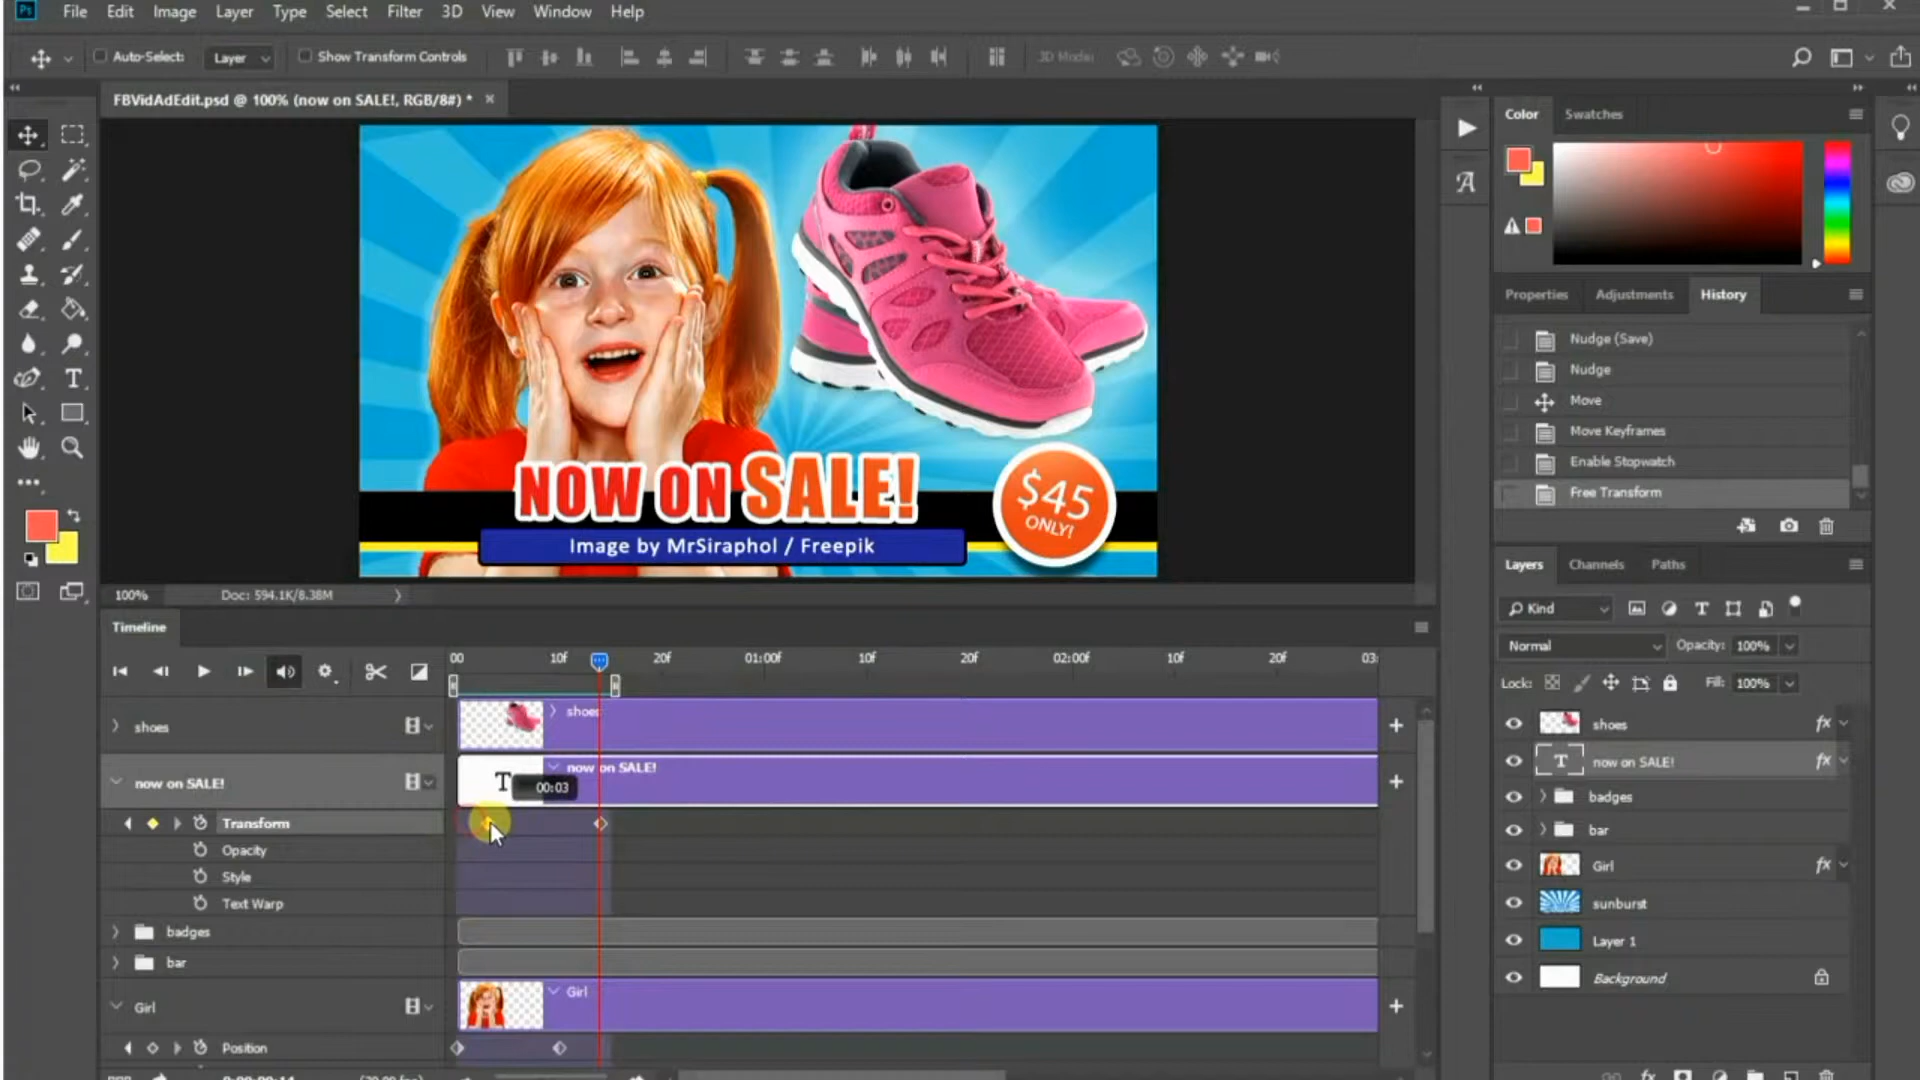 Ps File Edit Image Layer Type Select Filter 3D View Window Help
Auto-Select: Layer Show Transform Controls 3D Mode:
FBVidAdEdit.psd @ 100% (now on SALE!, RGB/8#) * ×
Color Swatches
Properties Adjustments History
Nudge (Save)
Nudge
Move
Move Keyframes
Enable Stopwatch
Free Transform
NOW ON SALE!
$45
ONLY!
Image by MrSiraphol / Freepik
100% Doc: 594.1K/8.38M
Layers Channels Paths
Kind
Normal Opacity: 100%
Lock: Fill: 100%
shoes fx
now on SALE! fx
badges
bar
Girl fx
sunburst
Layer 1
Background
Timeline
00 10f 20f 01:00f 10f 20f 02:00f 10f 20f 03:
shoes shoes
now on SALE! T now on SALE!
00:03
Transform
Opacity
Style
Text Warp
badges
bar
Girl Girl
Position